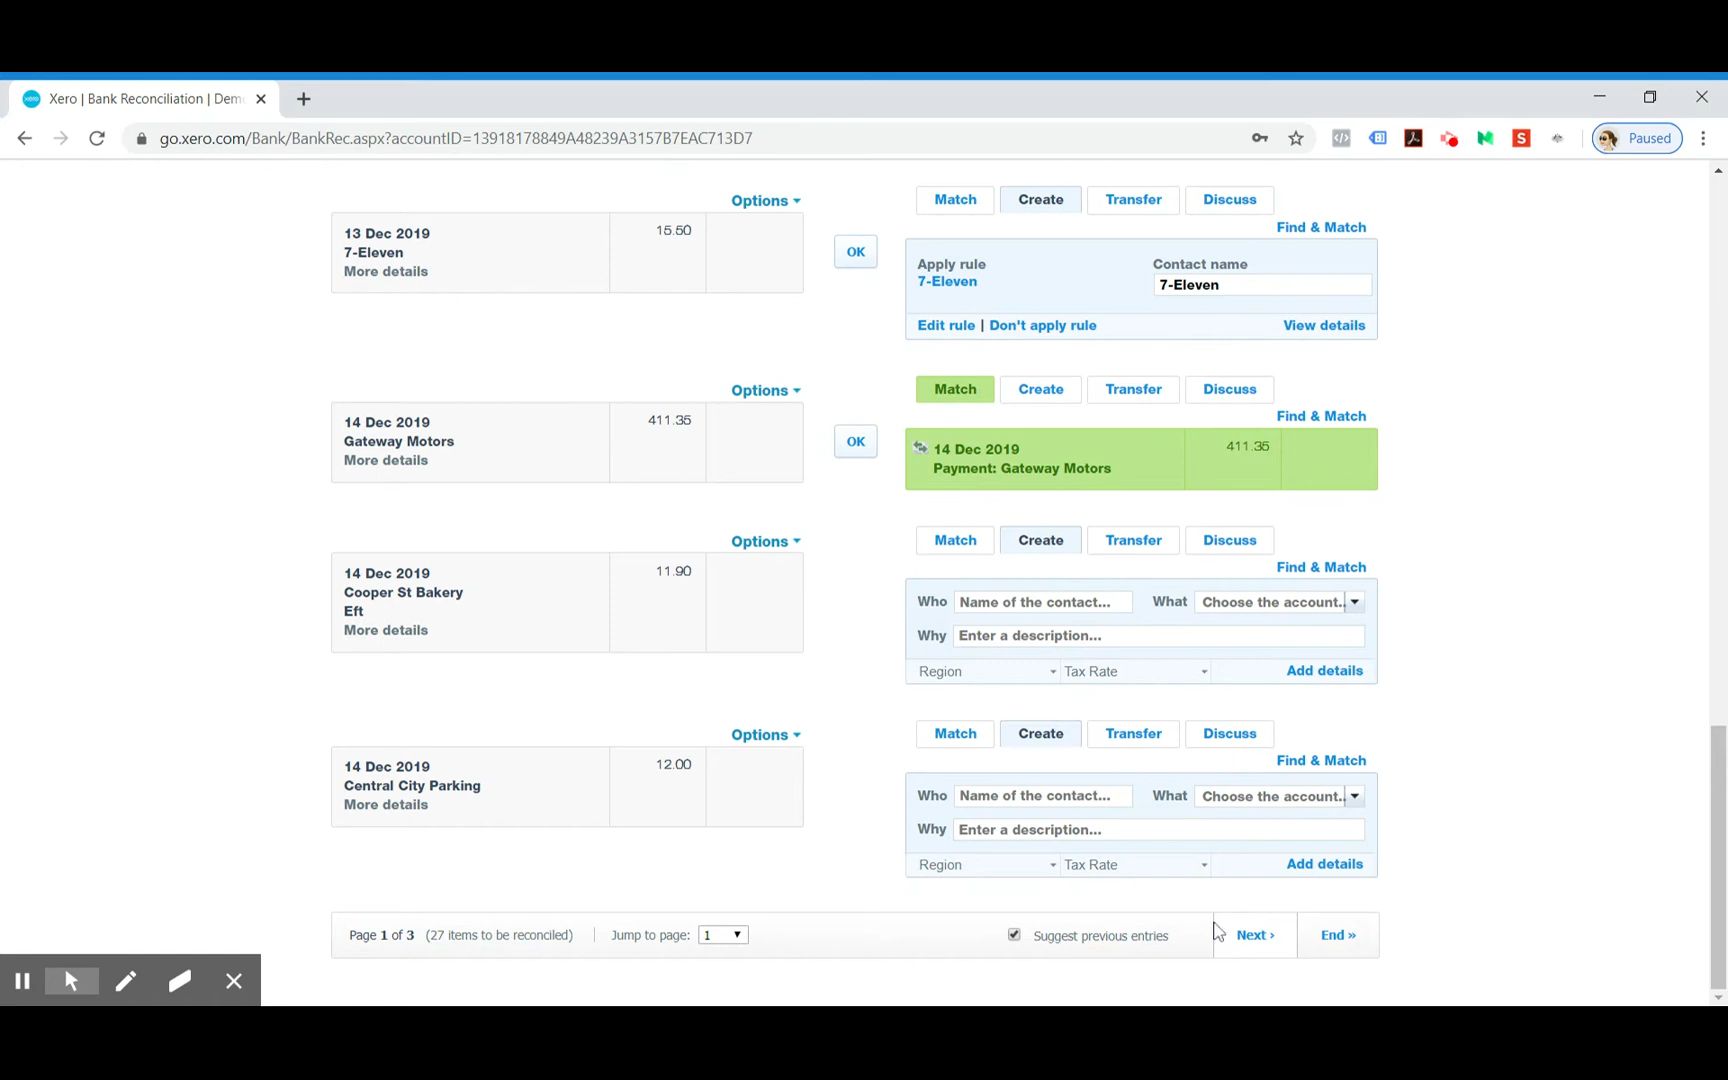 xero Xero | Bank Reconciliation | Dem
go.xero.com/Bank/BankRec.aspx?accountID=13918178849A48239A3157B7EAC713D7
Paused
Options
Match Create Transfer Discuss
Find & Match
13 Dec 2019 15.50
7-Eleven
More details
OK
Apply rule Contact name
7-Eleven 7-Eleven
Edit rule | Don't apply rule View details
Options
Match Create Transfer Discuss
Find & Match
14 Dec 2019 411.35
Gateway Motors
More details
OK
14 Dec 2019 411.35
Payment: Gateway Motors
Options
Match Create Transfer Discuss
Find & Match
14 Dec 2019 11.90
Cooper St Bakery
Eft
More details
Who Name of the contact... What Choose the account..
Why Enter a description...
Region Tax Rate Add details
Options
Match Create Transfer Discuss
Find & Match
14 Dec 2019 12.00
Central City Parking
More details
Who Name of the contact... What Choose the account..
Why Enter a description...
Region Tax Rate Add details
Page 1 of 3 (27 items to be reconciled) Jump to page: 1 Suggest previous entries Next › End »